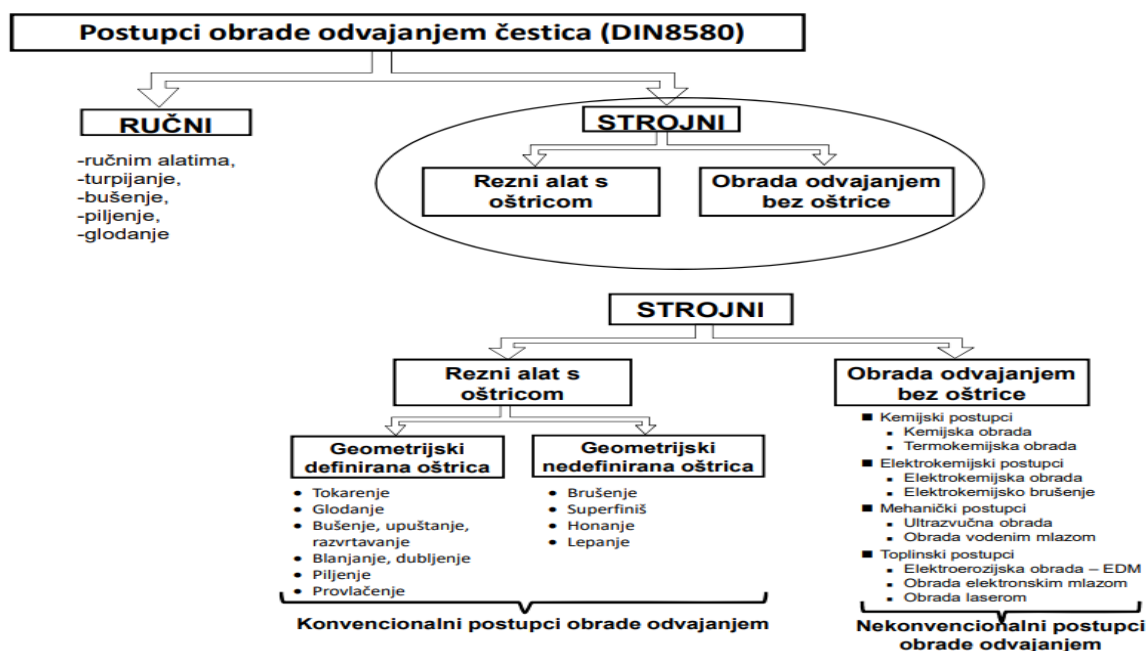 Postupci obrade odvajanjem čestica (DIN8580)
RUČNI
-ručnim alatima,
-turpijanje,
-bušenje,
-piljenje,
-glodanje
STROJNI
Rezni alat s
oštricom
Obrada odvajanjem
bez oštrice
STROJNI
Rezni alat s
oštricom
Geometrijski
definirana oštrica
• Tokarenje
• Glodanje
• Bušenje, upuštanje,
razvrtavanje
• Blanjanje, dubljenje
• Piljenje
• Provlačenje
Geometrijski
nedefinirana oštrica
• Brušenje
• Superfiniš
• Honanje
• Lepanje
Konvencionalni postupci obrade odvajanjem
Obrada odvajanjem
bez oštrice
■ Kemijski postupci
▪ Kemijska obrada
▪ Termokemijska obrada
■ Elektrokemijski postupci
▪ Elektrokemijska obrada
▪ Elektrokemijsko brušenje
■ Mehanički postupci
▪ Ultrazvučna obrada
▪ Obrada vodenim mlazom
■ Toplinski postupci
▪ Elektroerozijska obrada – EDM
▪ Obrada elektronskim mlazom
▪ Obrada laserom
Nekonvencionalni postupci
obrade odvajanjem